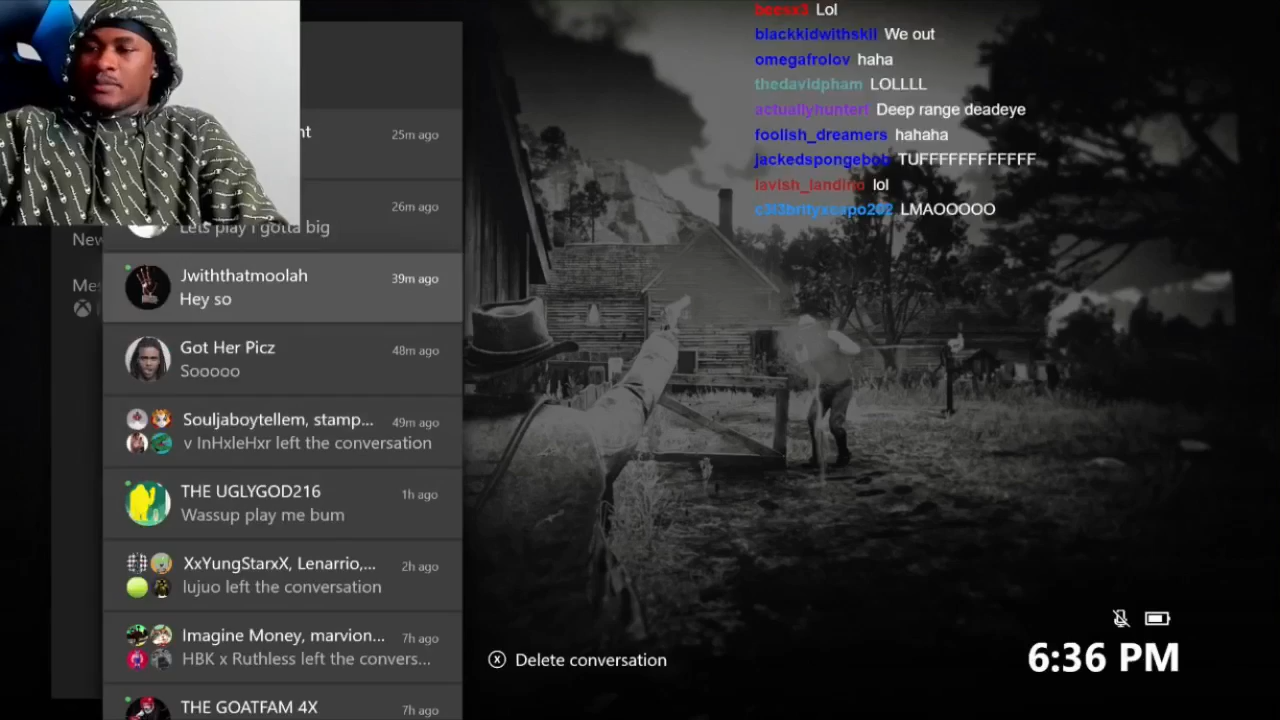 beesx3 Lol
blackkidwithskil We out
omegafrolov haha
thedavidpham LOLLLL
actuallyhunter1 Deep range deadeye
foolish_dreamers hahaha
jackedspongebob TUFFFFFFFFFFFF
lavish_landino lol
LMAOOOOO
nt 25m ago
26m ago
Lets play i gotta big
New
Me
Jwiththatmoolah 39m ago
Hey so
Got Her Picz 48m ago
Sooooo
Souljaboytellem, stamp... 49m ago
v InHxleHxr left the conversation
THE UGLYGOD216 1h ago
Wassup play me bum
XxYungStarxX, Lenarrio,... 2h ago
lujuo left the conversation
Imagine Money, marvion... 7h ago
HBK x Ruthless left the convers...
THE GOATFAM 4X 7h ago
X Delete conversation
6:36 PM